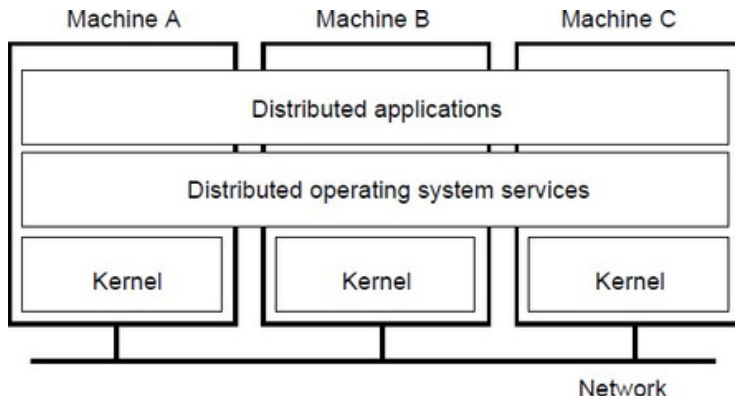 Machine A
Machine B
Machine C
Distributed applications
Distributed operating system services
Kernel
Kernel
Kernel
Network